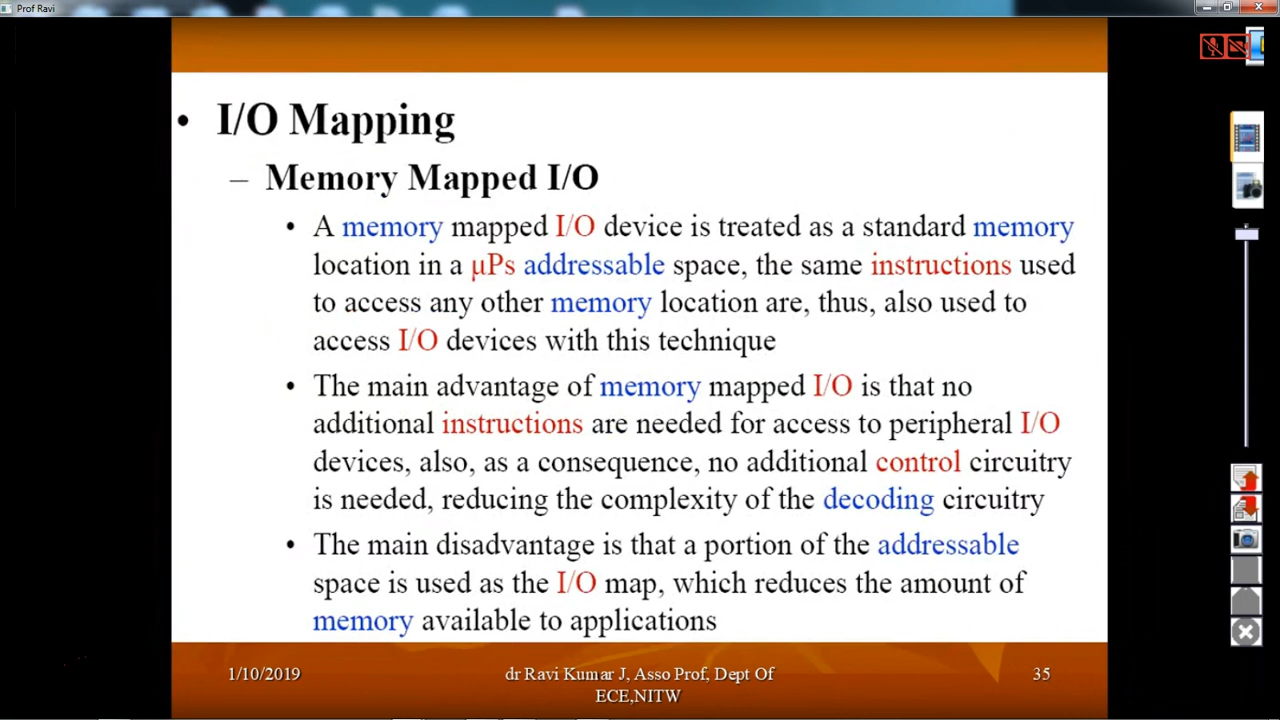 Prof Ravi
• I/O Mapping
– Memory Mapped I/O
• A memory mapped I/O device is treated as a standard memory
location in a μPs addressable space, the same instructions used
to access any other memory location are, thus, also used to
access I/O devices with this technique
• The main advantage of memory mapped I/O is that no
additional instructions are needed for access to peripheral I/O
devices, also, as a consequence, no additional control circuitry
is needed, reducing the complexity of the decoding circuitry
• The main disadvantage is that a portion of the addressable
space is used as the I/O map, which reduces the amount of
memory available to applications
1/10/2019
dr Ravi Kumar J, Asso Prof, Dept Of
ECE,NITW
35